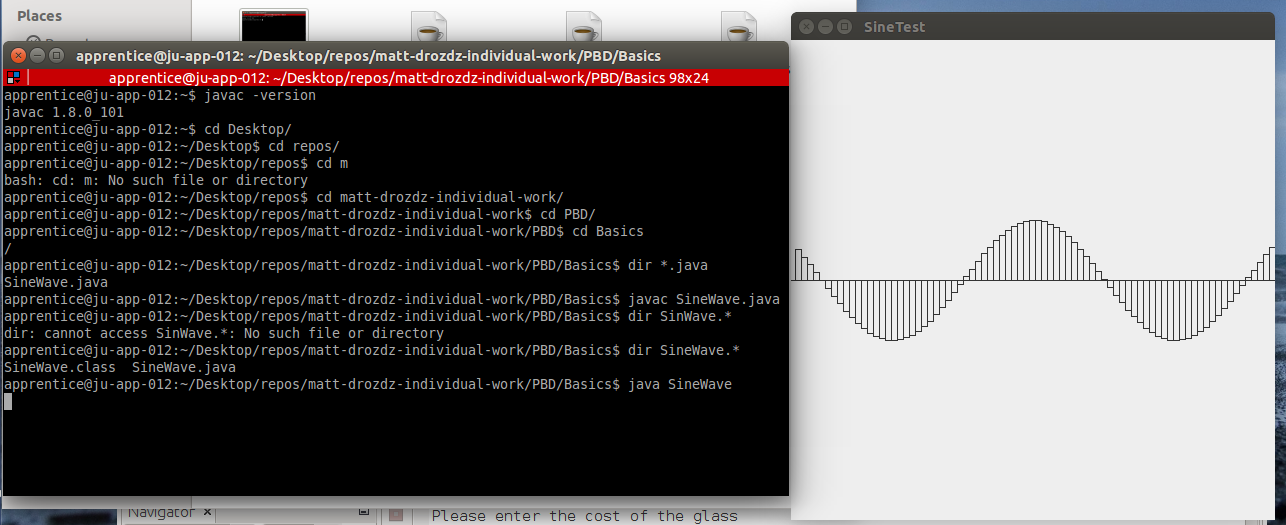 Places
SineTest
apprentice@ju-app-012: ~/Desktop/repos/matt-drozdz-individual-work/PBD/Basics
apprentice@ju-app-012: ~/Desktop/repos/matt-drozdz-individual-work/PBD/Basics 98x24
apprentice@ju-app-012:~$ javac -version
javac 1.8.0_101
apprentice@ju-app-012:~$ cd Desktop/
apprentice@ju-app-012:~/Desktop$ cd repos/
apprentice@ju-app-012:~/Desktop/repos$ cd m
bash: cd: m: No such file or directory
apprentice@ju-app-012:~/Desktop/repos$ cd matt-drozdz-individual-work/
apprentice@ju-app-012:~/Desktop/repos/matt-drozdz-individual-work$ cd PBD/
apprentice@ju-app-012:~/Desktop/repos/matt-drozdz-individual-work/PBD$ cd Basics
/
apprentice@ju-app-012:~/Desktop/repos/matt-drozdz-individual-work/PBD/Basics$ dir *.java
SineWave.java
apprentice@ju-app-012:~/Desktop/repos/matt-drozdz-individual-work/PBD/Basics$ javac SineWave.java
apprentice@ju-app-012:~/Desktop/repos/matt-drozdz-individual-work/PBD/Basics$ dir SinWave.*
dir: cannot access SinWave.*: No such file or directory
apprentice@ju-app-012:~/Desktop/repos/matt-drozdz-individual-work/PBD/Basics$ dir SineWave.*
SineWave.class  SineWave.java
apprentice@ju-app-012:~/Desktop/repos/matt-drozdz-individual-work/PBD/Basics$ java SineWave
Navigator
Please enter the cost of the glass